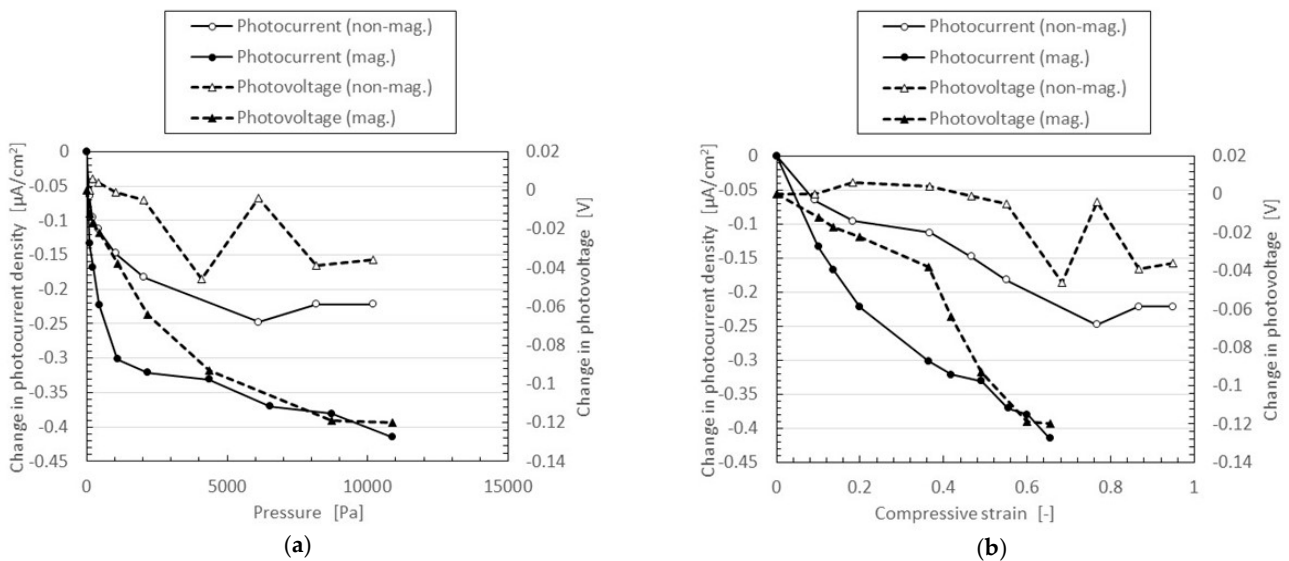 Photocurrent (non-mag.)
Photocurrent (mag.)
Photovoltage (non-mag.)
Photovoltage (mag.)
Change in photocurrent density [µA/cm²]
0
-0.05
-0.1
-0.15
-0.2
-0.25
-0.3
-0.35
-0.4
-0.45
0.02
0
-0.02
-0.04
-0.06
-0.08
-0.1
-0.12
-0.14
Change in photovoltage [V]
0 5000 10000 15000
Pressure [Pa]
(a)
Photocurrent (non-mag.)
Photocurrent (mag.)
Photovoltage (non-mag.)
Photovoltage (mag.)
Change in photocurrent density [µA/cm²]
0
-0.05
-0.1
-0.15
-0.2
-0.25
-0.3
-0.35
-0.4
-0.45
0.02
0
-0.02
-0.04
-0.06
-0.08
-0.1
-0.12
-0.14
Change in photovoltage [V]
0 0.2 0.4 0.6 0.8 1
Compressive strain [-]
(b)